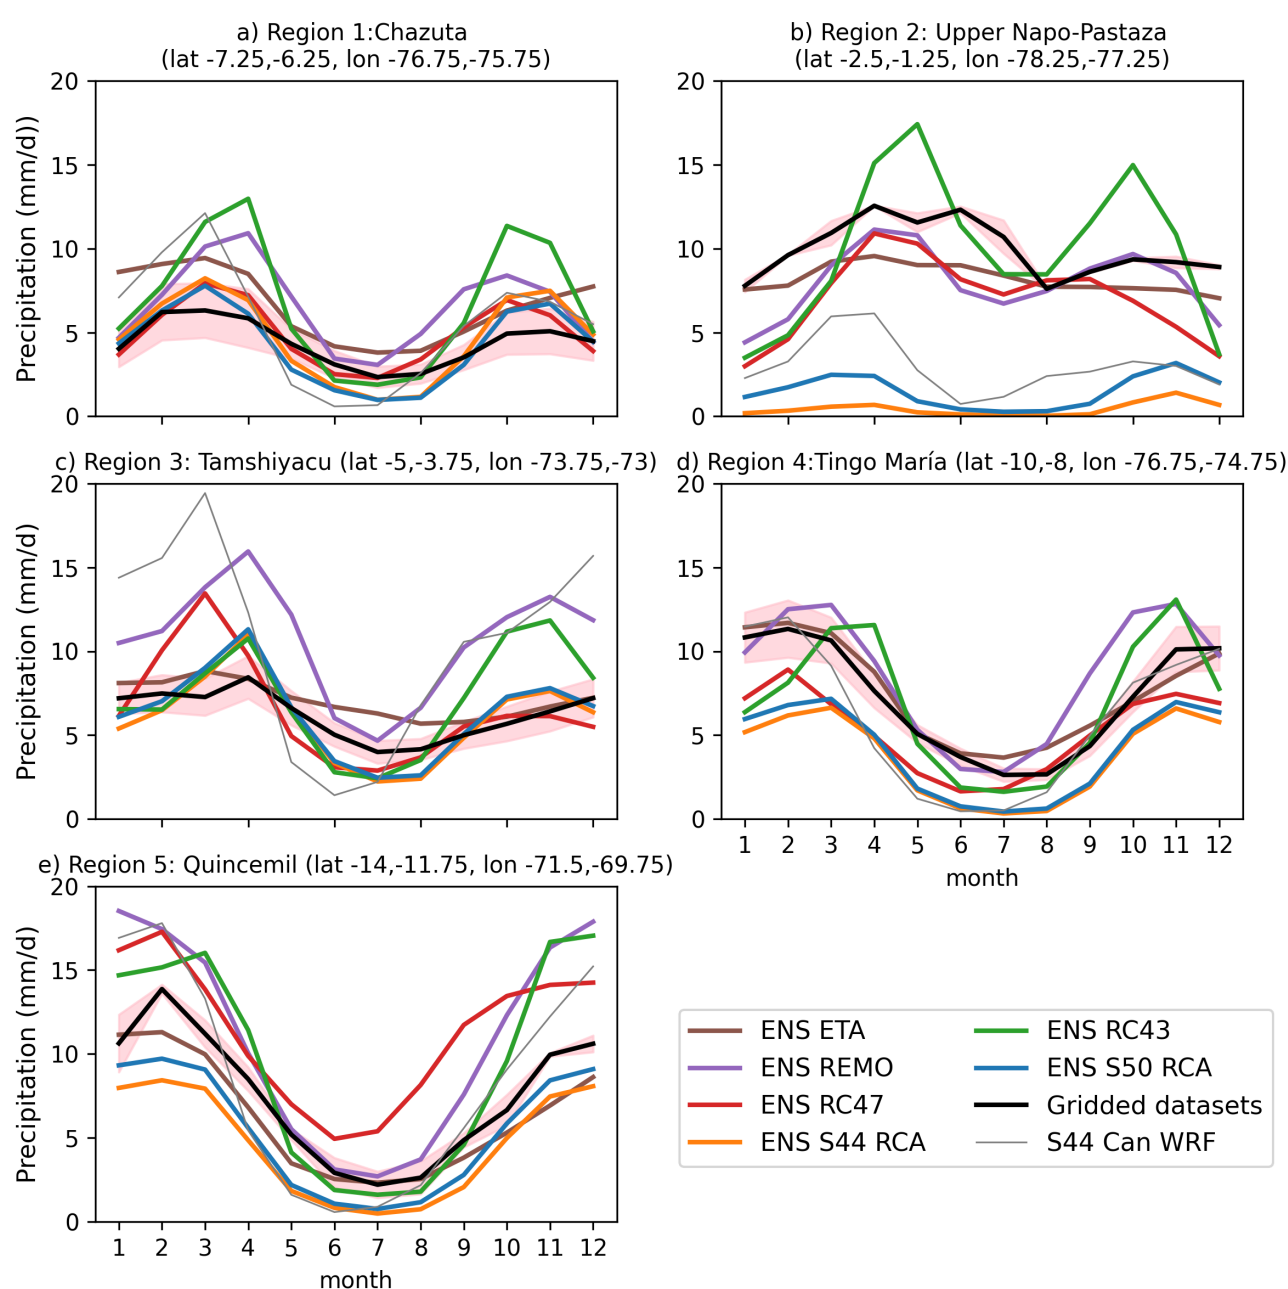 a) Region 1:Chazuta
(lat -7.25,-6.25, lon -76.75,-75.75)
b) Region 2: Upper Napo-Pastaza
(lat -2.5,-1.25, lon -78.25,-77.25)
Precipitation (mm/d))
20
15
10
5
0
20
15
10
5
0
c) Region 3: Tamshiyacu (lat -5,-3.75, lon -73.75,-73)
d) Region 4:Tingo María (lat -10,-8, lon -76.75,-74.75)
Precipitation (mm/d)
20
15
10
5
0
20
15
10
5
0
1 2 3 4 5 6 7 8 9 10 11 12
month
e) Region 5: Quincemil (lat -14,-11.75, lon -71.5,-69.75)
Precipitation (mm/d)
20
15
10
5
0
1 2 3 4 5 6 7 8 9 10 11 12
month
ENS ETA
ENS REMO
ENS RC47
ENS S44 RCA
ENS RC43
ENS S50 RCA
Gridded datasets
S44 Can WRF